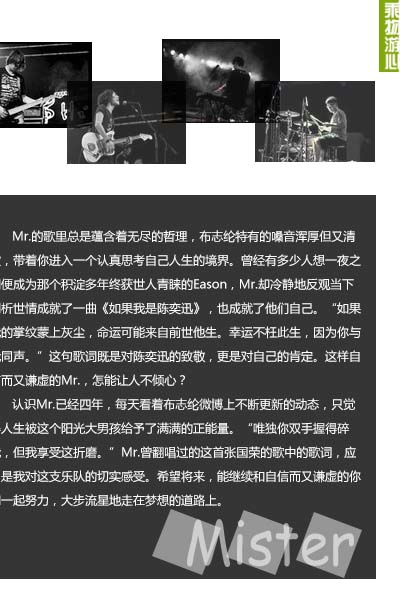 乘物游心
Mr.的歌里总是蕴含着无尽的哲理，布志纶特有的嗓音浑厚但又清
，带着你进入一个认真思考自己人生的境界。曾经有多少人想一夜之
便成为那个积淀多年终获世人青睐的Eason，Mr.却冷静地反观当下
析世情成就了一曲《如果我是陈奕迅》，也成就了他们自己。“如果
的掌纹蒙上灰尘，命运可能来自前世他生。幸运不枉此生，因为你与
同声。”这句歌词既是对陈奕迅的致敬，更是对自己的肯定。这样自
而又谦虚的Mr.，怎能让人不倾心？
认识Mr.已经四年，每天看着布志纶微博上不断更新的动态，只觉
人生被这个阳光大男孩给予了满满的正能量。“唯独你双手握得碎
，但我享受这折磨。”Mr.曾翻唱过的这首张国荣的歌中的歌词，应
是我对这支乐队的切实感受。希望将来，能继续和自信而又谦虚的你
一起努力，大步流星地走在梦想的道路上。
Mister